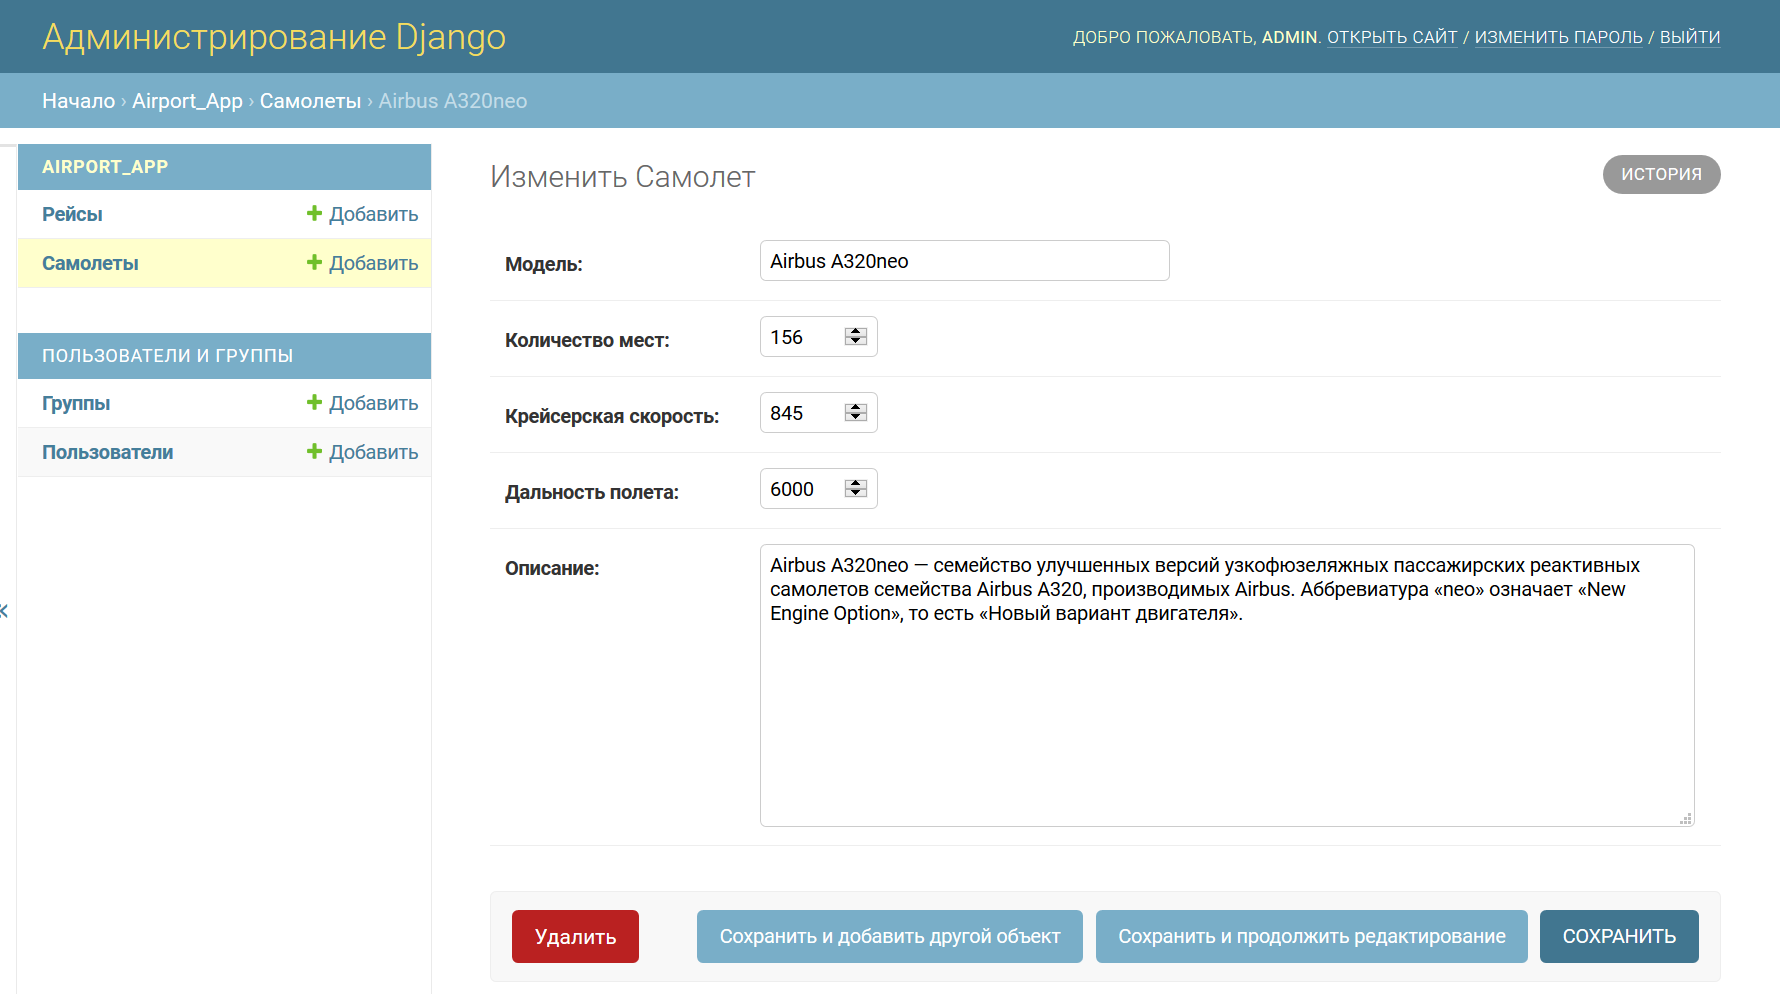 Администрирование Django
ДОБРО ПОЖАЛОВАТЬ, ADMIN. ОТКРЫТЬ САЙТ / ИЗМЕНИТЬ ПАРОЛЬ / ВЫЙТИ
Начало › Airport_App › Самолеты › Airbus A320neo
AIRPORT_APP
Рейсы
Добавить
Самолеты
Добавить
ПОЛЬЗОВАТЕЛИ И ГРУППЫ
Группы
Добавить
Пользователи
Добавить
«
Изменить Самолет
ИСТОРИЯ
Модель:
Airbus A320neo
Количество мест:
156
Крейсерская скорость:
845
Дальность полета:
6000
Описание:
Airbus A320neo — семейство улучшенных версий узкофюзеляжных пассажирских реактивных
самолетов семейства Airbus A320, производимых Airbus. Аббревиатура «neo» означает «New
Engine Option», то есть «Новый вариант двигателя».
Удалить
Сохранить и добавить другой объект
Сохранить и продолжить редактирование
СОХРАНИТЬ